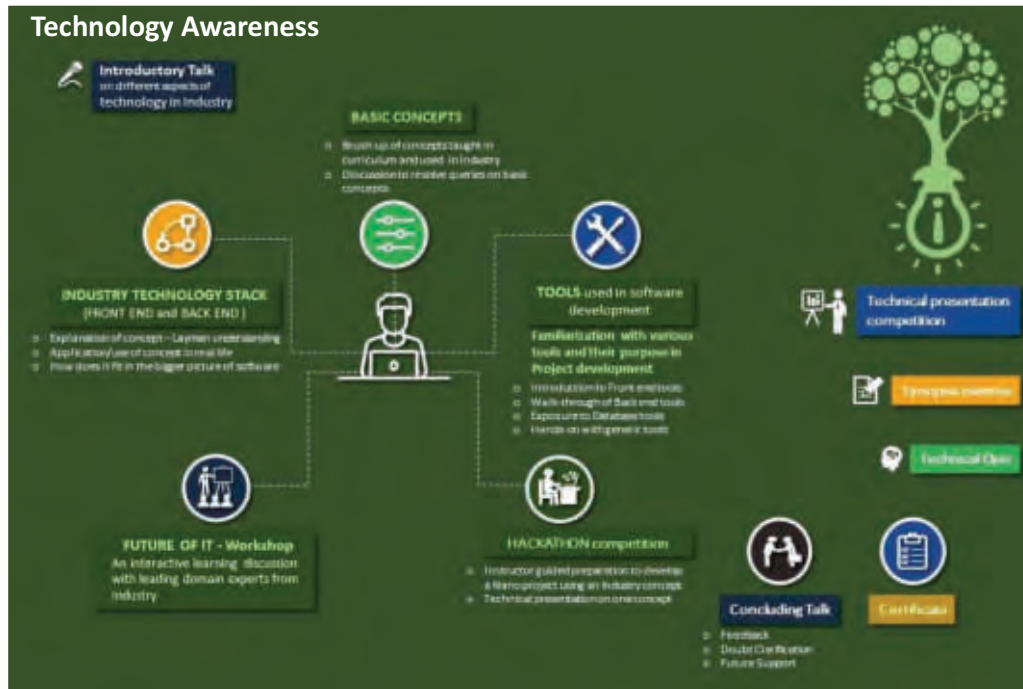 Technology Awareness
Introductory Talk
on different aspects of
technology in Industry
BASIC CONCEPTS
Brush up of concepts taught in
curriculum and used in Industry
Discussion to resolve queries on basic
concepts
INDUSTRY TECHNOLOGY STACK
(FRONT END and BACK END )
Explanation of concept – Layman understanding
Application/use of concept in real life
How does it fit in the bigger picture of software
TOOLS used in software
development
Familiarization with various
tools and their purpose in
Project development
Introduction to Front end tools
Walk-through of Back end tools
Exposure to Database tools
Hands-on with generic tools
FUTURE OF IT - Workshop
An interactive learning discussion
with leading domain experts from
Industry
HACKATHON competition
Instructor guided preparation to develop
a Nano project using an Industry concept
Technical presentation on one concept
Technical presentation
competition
Technical Quiz
Concluding Talk
Feedback
Doubt Clarification
Future Support
Certificate